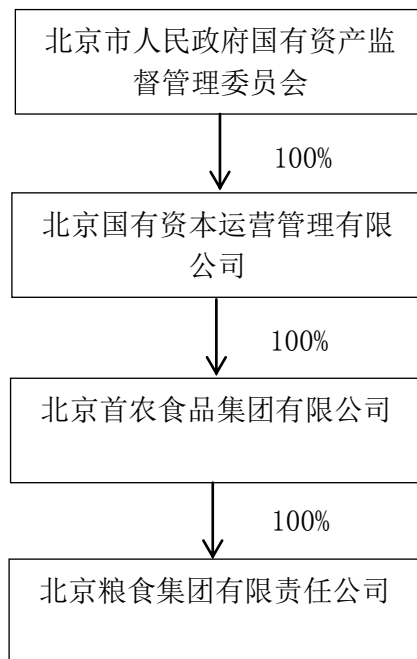 北京市人民政府国有资产监
督管理委员会
100%
北京国有资本运营管理有限
公司
100%
北京首农食品集团有限公司
100%
北京粮食集团有限责任公司